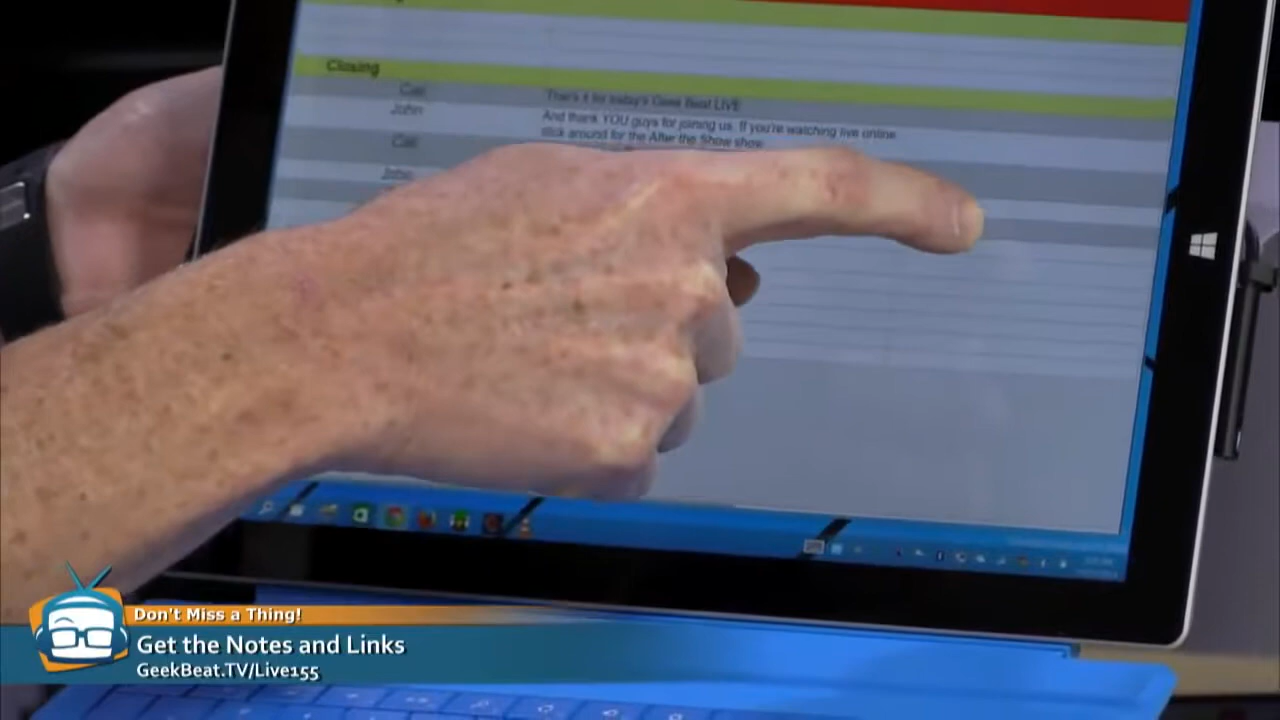 Closing
Cali
That's it for today's Geek Beat LIVE
John
And thank YOU guys for joining us. If you're watching live online
stick around for the After the Show show.
Cali
John
Don't Miss a Thing!
Get the Notes and Links
GeekBeat.TV/Live155